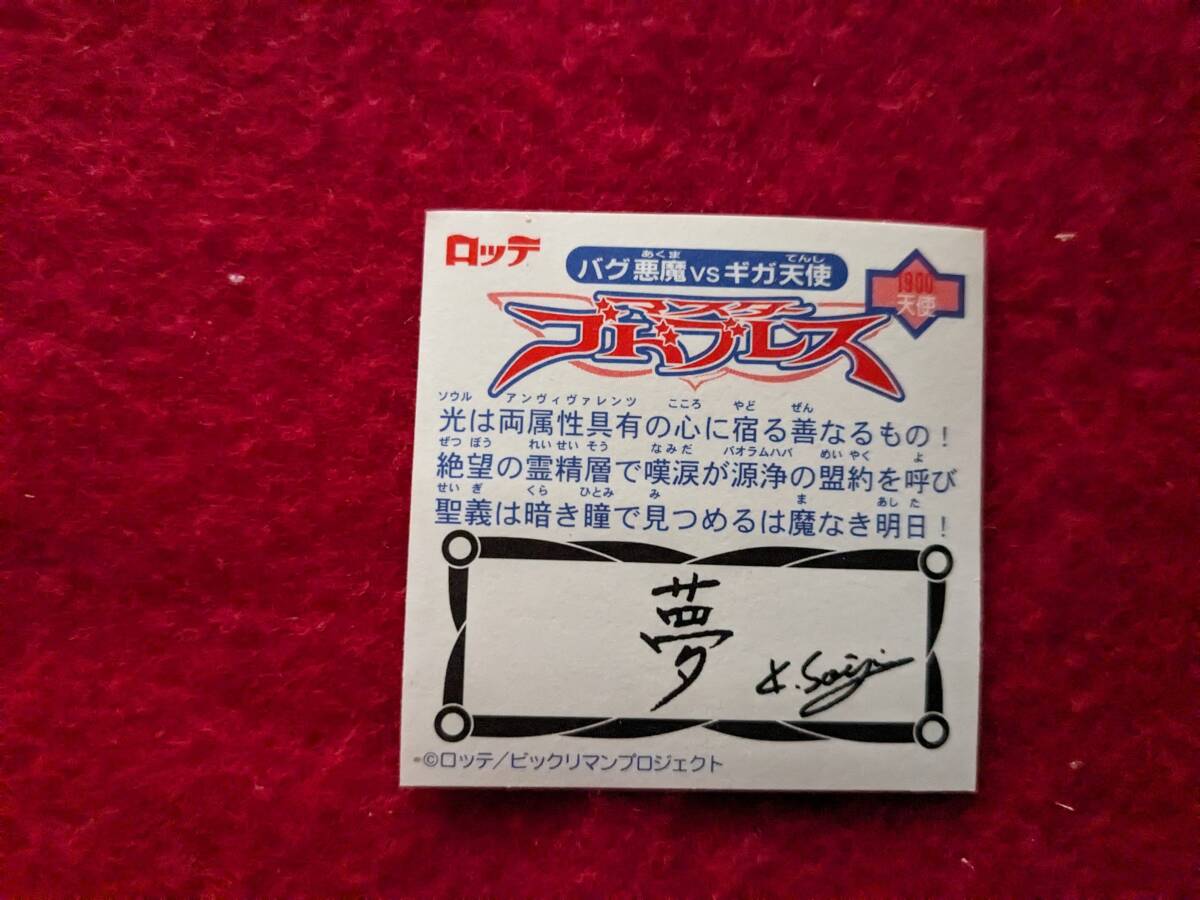 ロッテ
バグ悪魔vsギガ天使
あくま
てんし
1900
天使
マスター
ゴドブレス
ソウル アンヴィヴァレンツ こころ やど ぜん
光は両属性具有の心に宿る善なるもの!
ぜつ ぼう れい せい そう なみだ バオラムハバ めい やく よ
絶望の霊精層で嘆涙が源浄の盟約を呼び
せい ぎ くら ひとみ み ま あし た
聖義は暗き瞳で見つめるは魔なき明日!
夢
K.Saiji
©ロッテ/ビックリマンプロジェクト